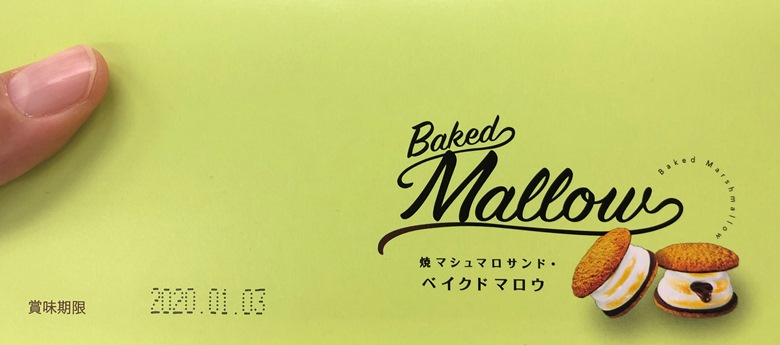 Baked
Mallow
Baked Marshmallow
焼マシュマロサンド・
ベイクドマロウ
賞味期限 2020.01.03